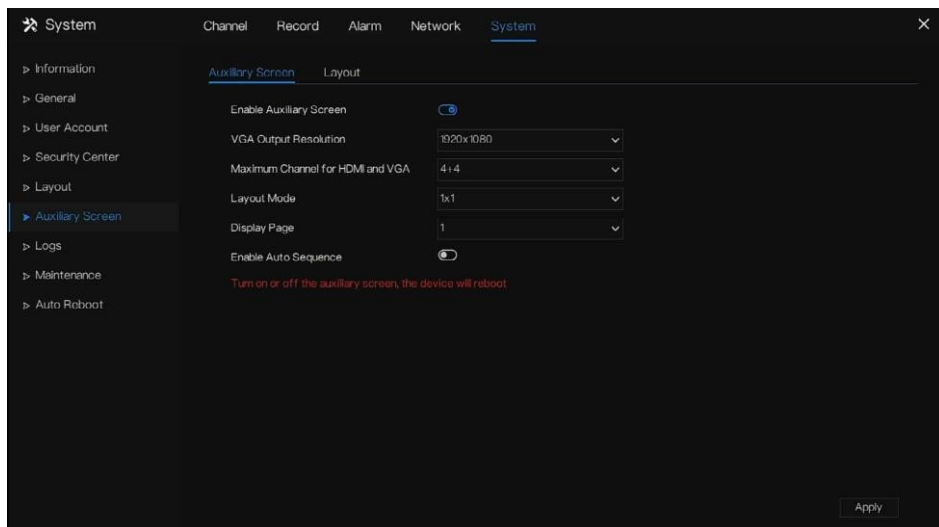 System
Channel Record Alarm Network System
Information
General
User Account
Security Center
Layout
Auxiliary Screen
Logs
Maintenance
Auto Reboot
Auxiliary Screen Layout
Enable Auxiliary Screen
VGA Output Resolution 1920x1080
Maximum Channel for HDMI and VGA 4+4
Layout Mode 1x1
Display Page 1
Enable Auto Sequence
Turn on or off the auxiliary screen, the device will reboot
Apply